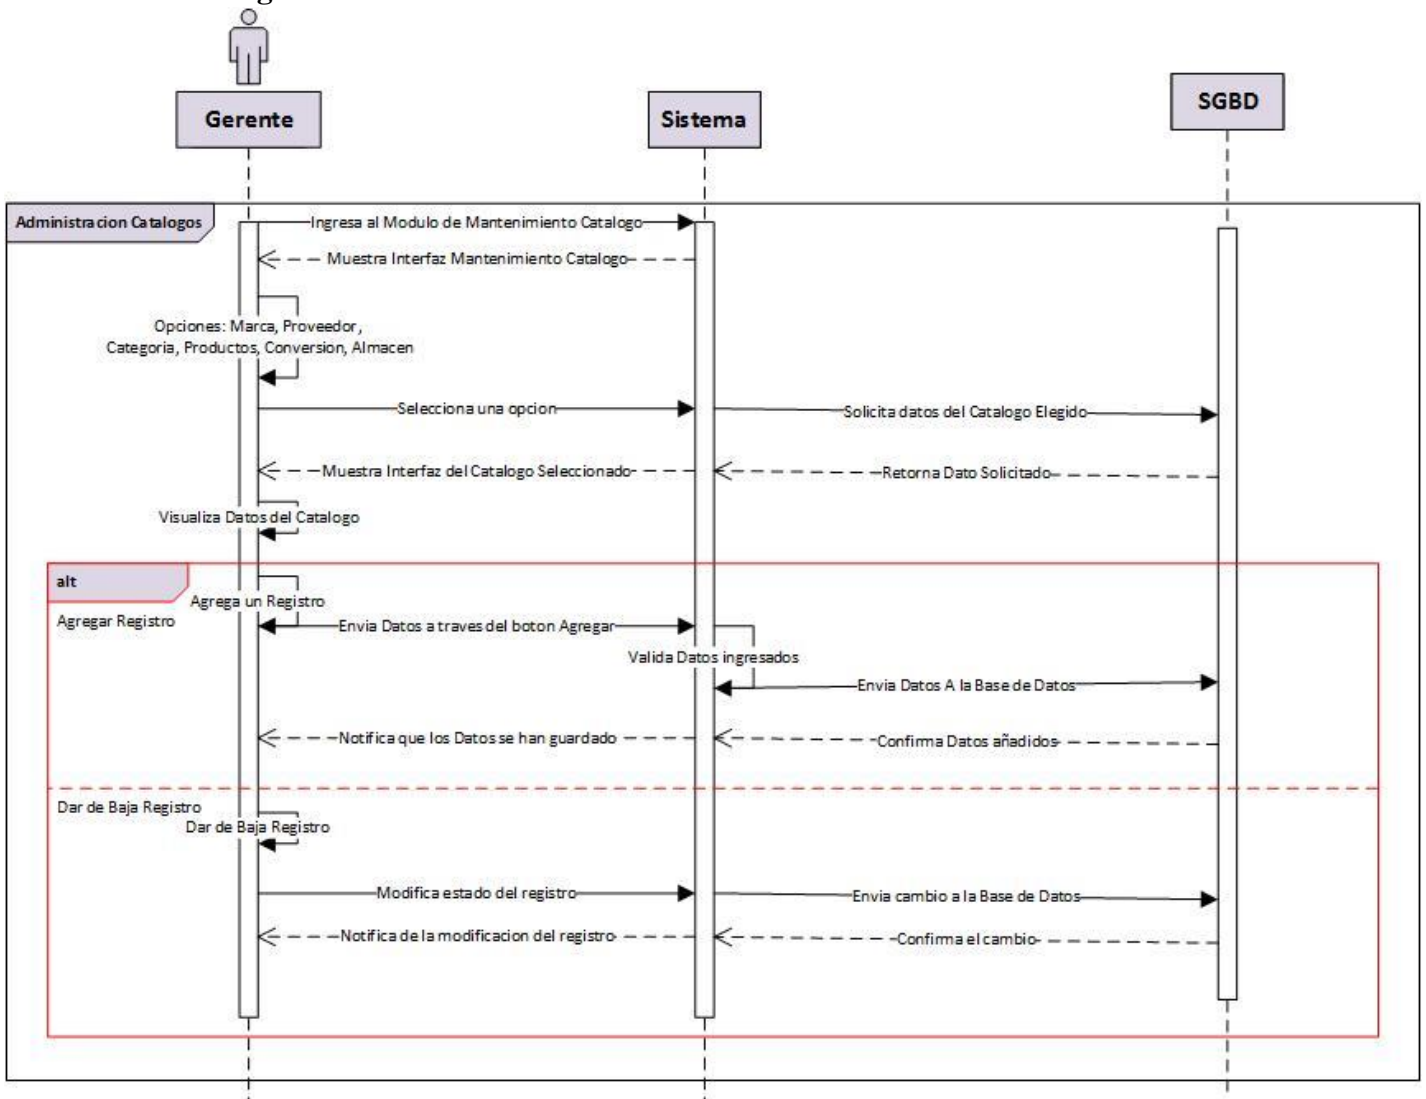 Gerente
Sistema
SGBD
Administracion Catalogos
Ingresa al Modulo de Mantenimiento Catalogo
Muestra Interfaz Mantenimiento Catalogo
Opciones: Marca, Proveedor,
Categoria, Productos, Conversion, Almacen
Selecciona una opcion
Solicita datos del Catalogo Elegido
Muestra Interfaz del Catalogo Seleccionado
Retorna Dato Solicitado
Visualiza Datos del Catalogo
alt
Agrega un Registro
Agregar Registro
Envia Datos a traves del boton Agregar
Valida Datos ingresados
Envia Datos A la Base de Datos
Notifica que los Datos se han guardado
Confirma Datos añadidos
Dar de Baja Registro
Dar de Baja Registro
Modifica estado del registro
Envia cambio a la Base de Datos
Notifica de la modificacion del registro
Confirma el cambio